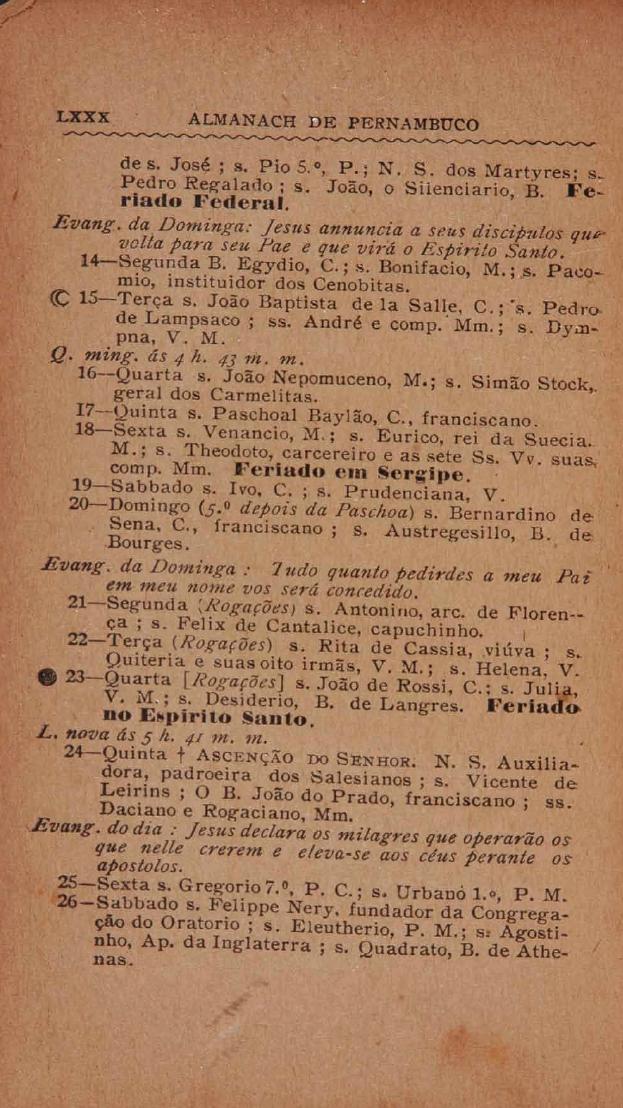 LXXX ALMANACH DE PERNAMBUCO
de s. José ; s. Pio 5.º, P.; N. S. dos Martyres; s.
Pedro Regalado ; s. João, o Silenciario, B. Fe-
riado Federal.
Evang. da Dominga: Jesus annuncia a seus discipulos que
volta para seu Pae e que virá o Espirito Santo.
14—Segunda B. Egydio, C.; s. Bonifacio, M.; s. Paco-
mio, instituidor dos Cenobitas.
15—Terça s. João Baptista de la Salle, C.; s. Pedro
de Lampsaco ; ss. André e comp. Mm.; s. Dym-
pna, V. M.
Q. ming. ás 4 h. 43 m. m.
16—Quarta s. João Nepomuceno, M.; s. Simão Stock,
geral dos Carmelitas.
17—Quinta s. Paschoal Baylão, C., franciscano.
18—Sexta s. Venancio, M.; s. Eurico, rei da Suecia.
M.; s. Theodoto, carcereiro e as sete Ss. Vv. suas
comp. Mm. Feriado em Sergipe.
19—Sabbado s. Ivo, C. ; s. Prudenciana, V.
20—Domingo (5.º depois da Paschoa) s. Bernardino de
Sena, C., franciscano ; s. Austregesillo, B. de
Bourges.
Evang. da Dominga : Tudo quanto pedirdes a meu Pai
em meu nome vos será concedido.
21—Segunda (Rogações) s. Antonino, arc. de Floren-
ça ; s. Felix de Cantalice, capuchinho.
22—Terça (Rogações) s. Rita de Cassia, viúva ; s.
Quiteria e suas oito irmãs, V. M.; s. Helena, V.
23—Quarta [Rogações] s. João de Rossi, C.; s. Julia,
V. M.; s. Desiderio, B. de Langres. Feriado
no Espirito Santo.
L. nova ás 5 h. 41 m. m.
24—Quinta † ASCENÇÃO DO SENHOR. N. S. Auxilia-
dora, padroeira dos Salesianos ; s. Vicente de
Leirins ; O B. João do Prado, franciscano ; ss.
Daciano e Rogaciano, Mm.
Evang. do dia : Jesus declara os milagres que operarão os
que nelle crerem e eleva-se aos céus perante os
apostolos.
25—Sexta s. Gregorio 7.º, P. C.; s. Urbano 1.º, P. M.
26—Sabbado s. Felippe Nery, fundador da Congrega-
ção do Oratorio ; s. Eleutherio, P. M.; s. Agosti-
nho, Ap. da Inglaterra ; s. Quadrato, B. de Athe-
nas.